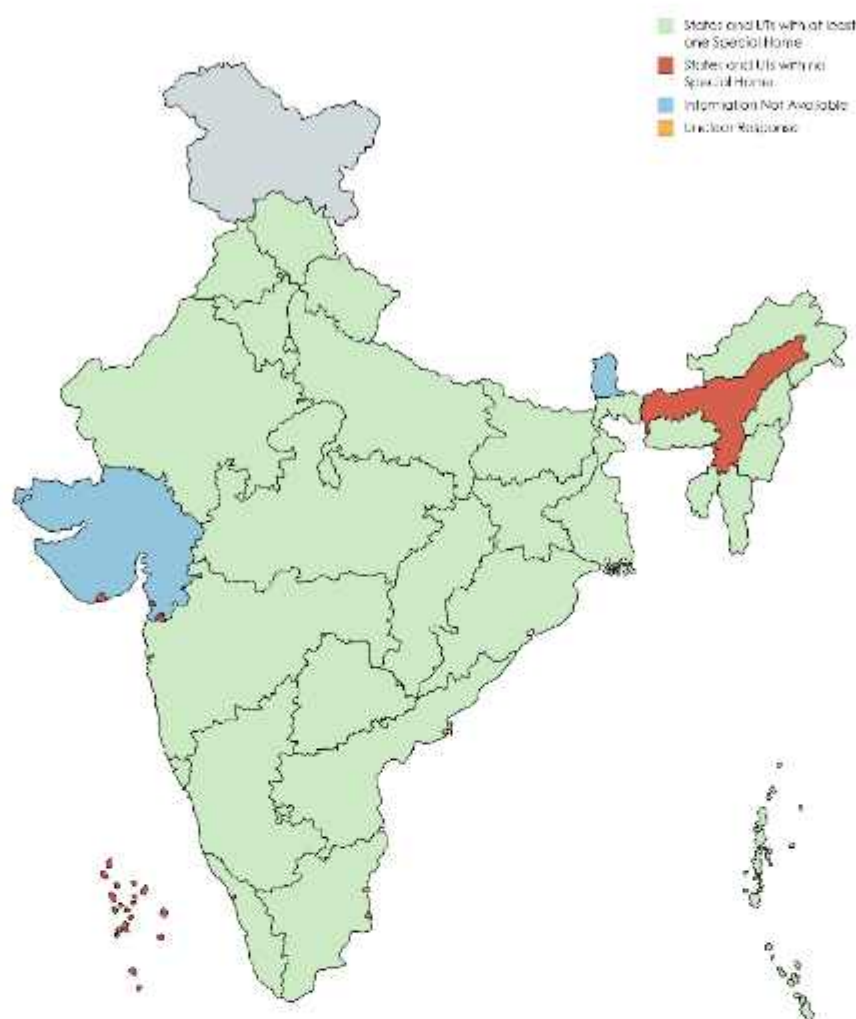 States and UTs with at least
one Special Home
States and UTs with no
Special Home
Information Not Available
Unclear Response